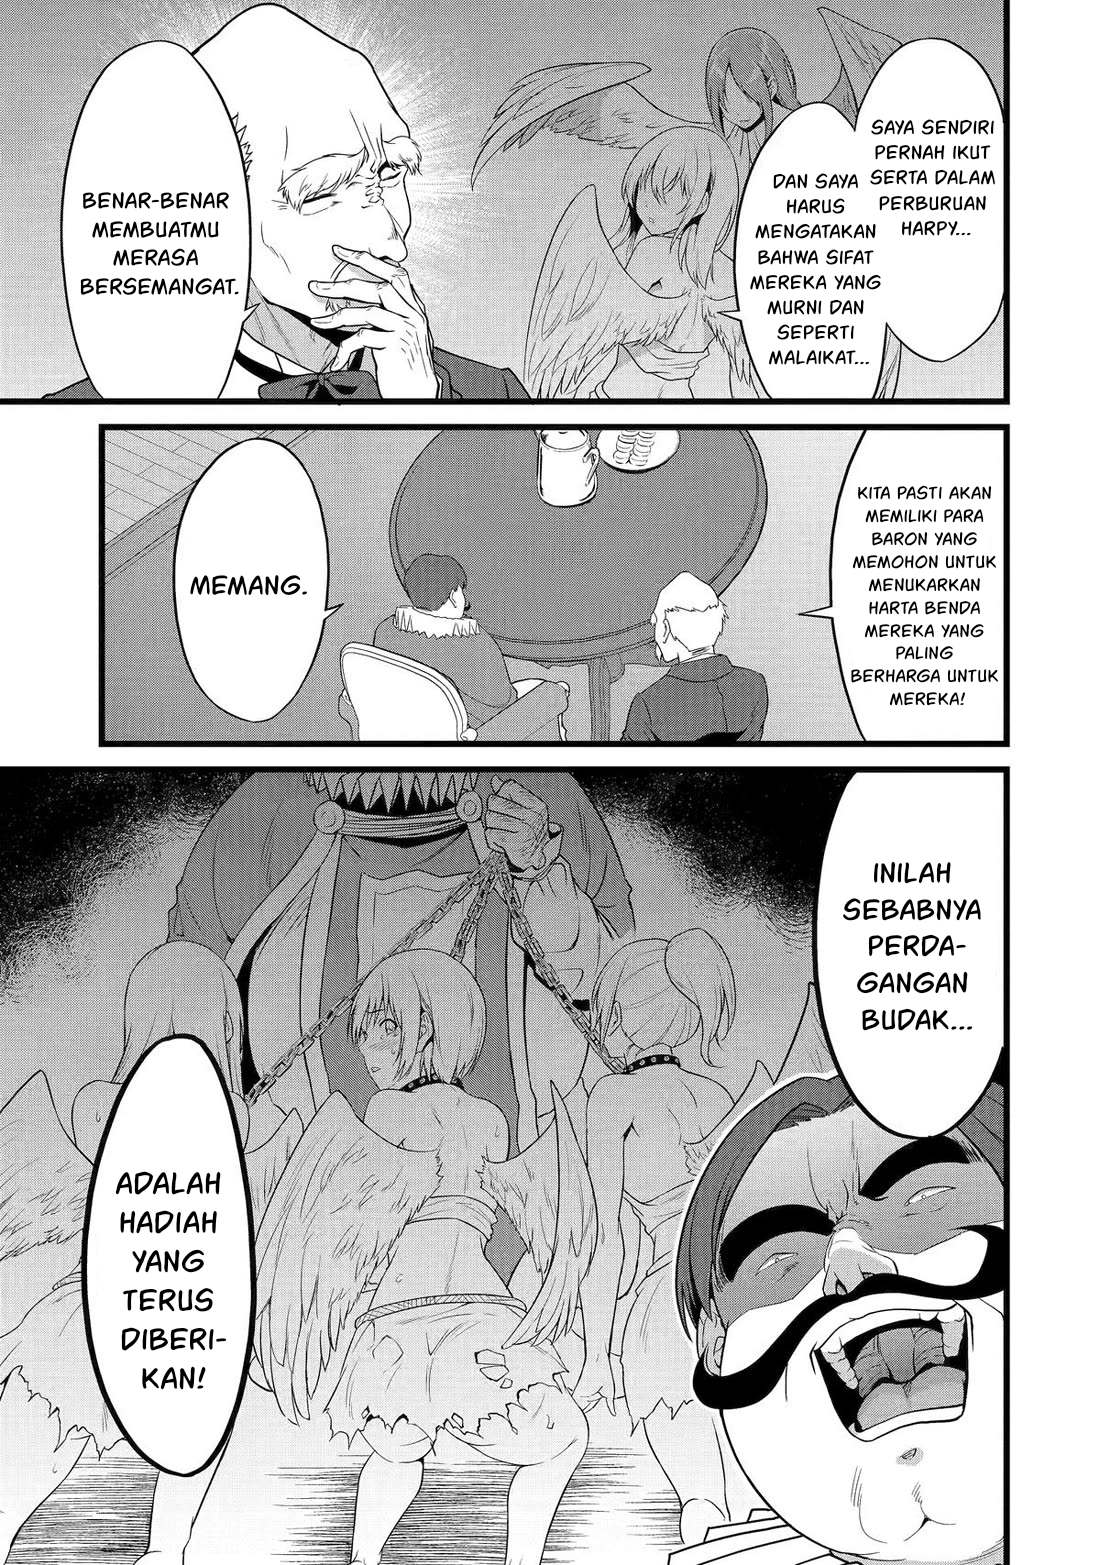 SAYA SENDIRI
PERNAH IKUT
SERTA DALAM
PERBURUAN
HARPY...
DAN SAYA
HARUS
MENGATAKAN
BAHWA SIFAT
MEREKA YANG
MURNI DAN
SEPERTI
MALAIKAT...
BENAR-BENAR
MEMBUATMU
MERASA
BERSEMANGAT.
KITA PASTI AKAN
MEMILIKI PARA
BARON YANG
MEMOHON UNTUK
MENUKARKAN
HARTA BENDA
MEREKA YANG
PALING
BERHARGA UNTUK
MEREKA!
MEMANG.
INILAH
SEBABNYA
PERDA-
GANGAN
BUDAK...
ADALAH
HADIAH
YANG
TERUS
DIBERI-
KAN!